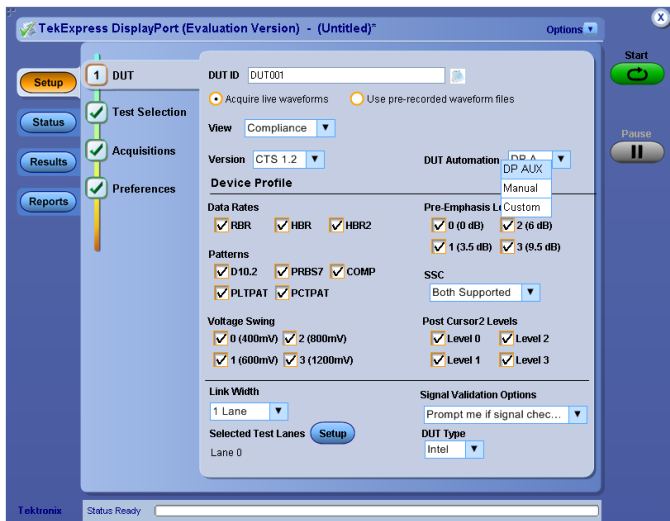 TekExpress DisplayPort (Evaluation Version) - (Untitled)*
Options
Start
Pause
Setup
Status
Results
Reports
1 DUT
Test Selection
Acquisitions
Preferences
DUT ID DUT001
Acquire live waveforms Use pre-recorded waveform files
View Compliance
Version CTS 1.2 DUT Automation
DP AUX
Manual
Custom
Device Profile
Data Rates
RBR HBR HBR2
Patterns
D10.2 PRBS7 COMP
PLTPAT PCTPAT
Voltage Swing
0 (400mV) 2 (800mV)
1 (600mV) 3 (1200mV)
Pre-Emphasis
0 (0 dB) 2 (6 dB)
1 (3.5 dB) 3 (9.5 dB)
SSC
Both Supported
Post Cursor2 Levels
Level 0 Level 2
Level 1 Level 3
Link Width
1 Lane
Selected Test Lanes Setup
Lane 0
Signal Validation Options
Prompt me if signal chec...
DUT Type
Intel
Tektronix Status Ready